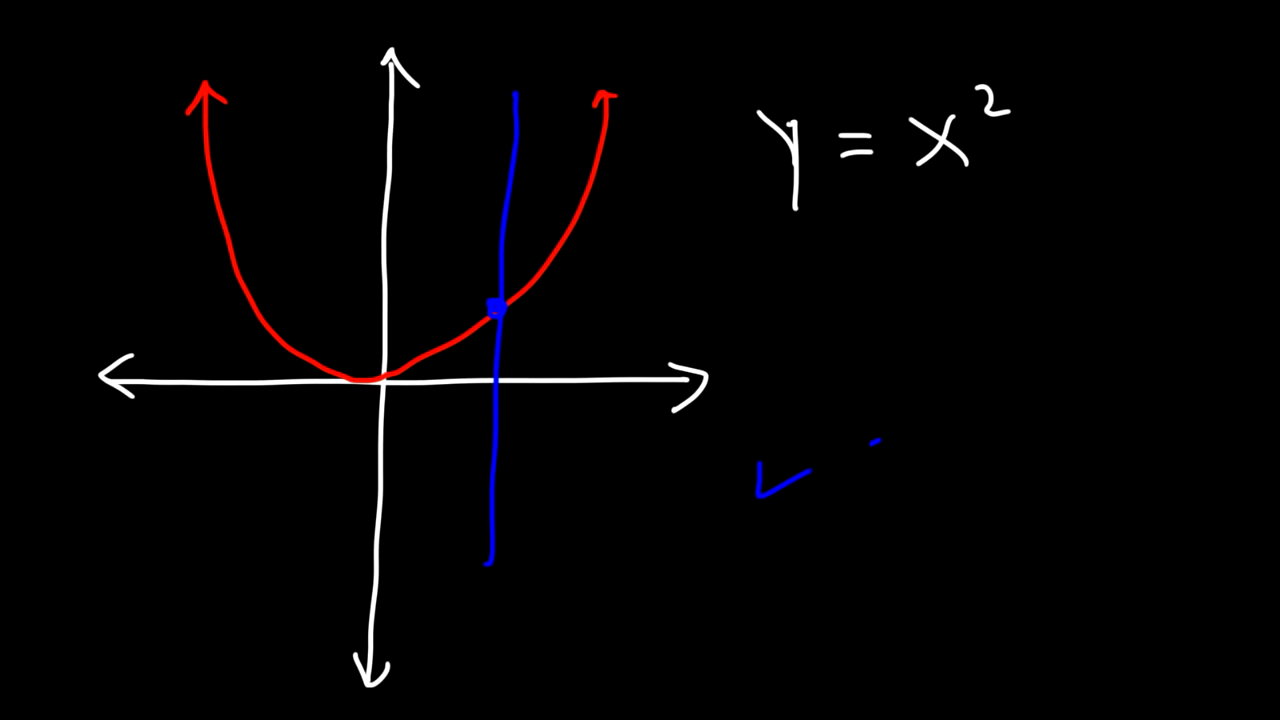 y = x²